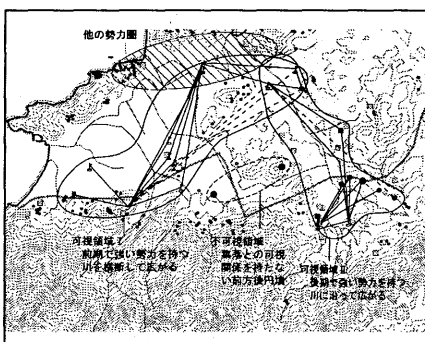 他の勢力圏
可視領域I
前期で強い勢力を持つ
川を横断して広がる
不可視領域
集落との可視
関係を持たな
い前方後円墳
可視領域II
後期で強い勢力を持つ
川に沿って広がる